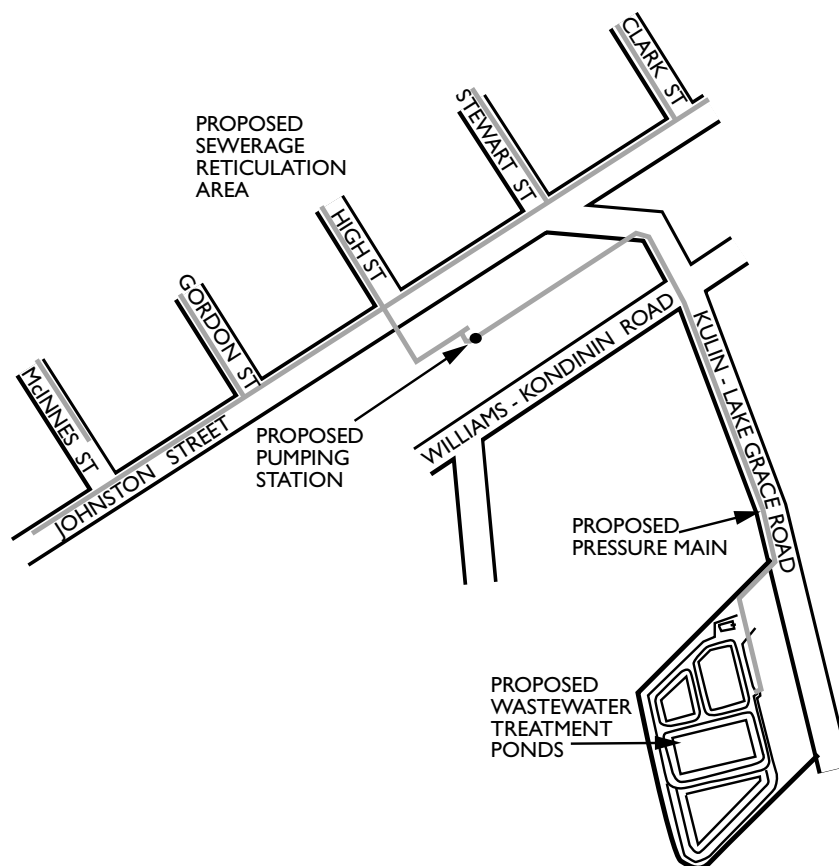 CLARK ST
STEWART ST
PROPOSED
SEWERAGE
RETICULATION
AREA
HIGH ST
GORDON ST
McINNES ST
JOHNSTON STREET
PROPOSED
PUMPING
STATION
WILLIAMS - KONDININ ROAD
KULIN - LAKE GRACE ROAD
PROPOSED
PRESSURE MAIN
PROPOSED
WASTEWATER
TREATMENT
PONDS